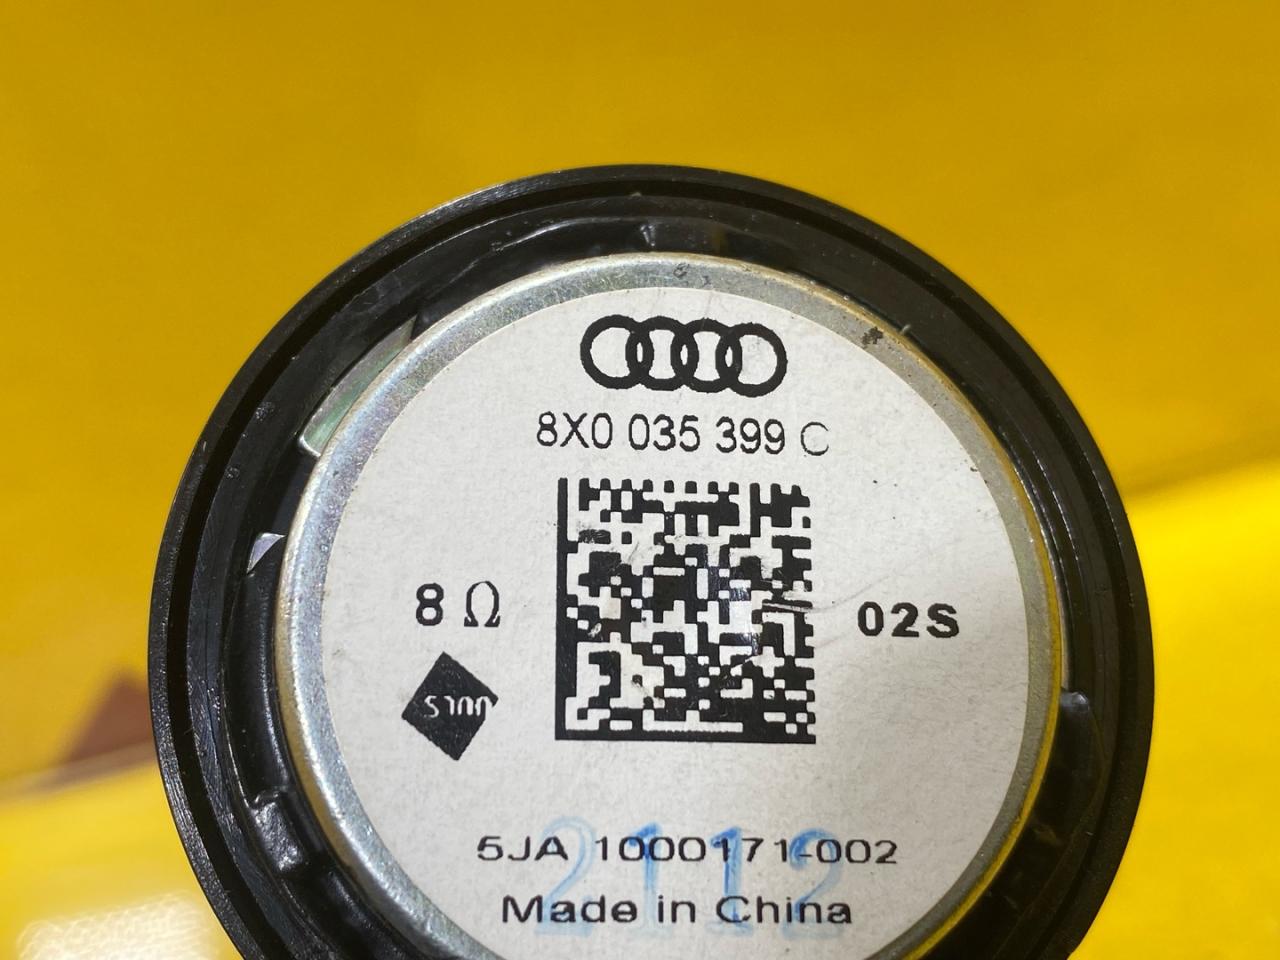 8X0 035 399 C
8 Ω
02S
5JA 1000171-002
2112
Made in China